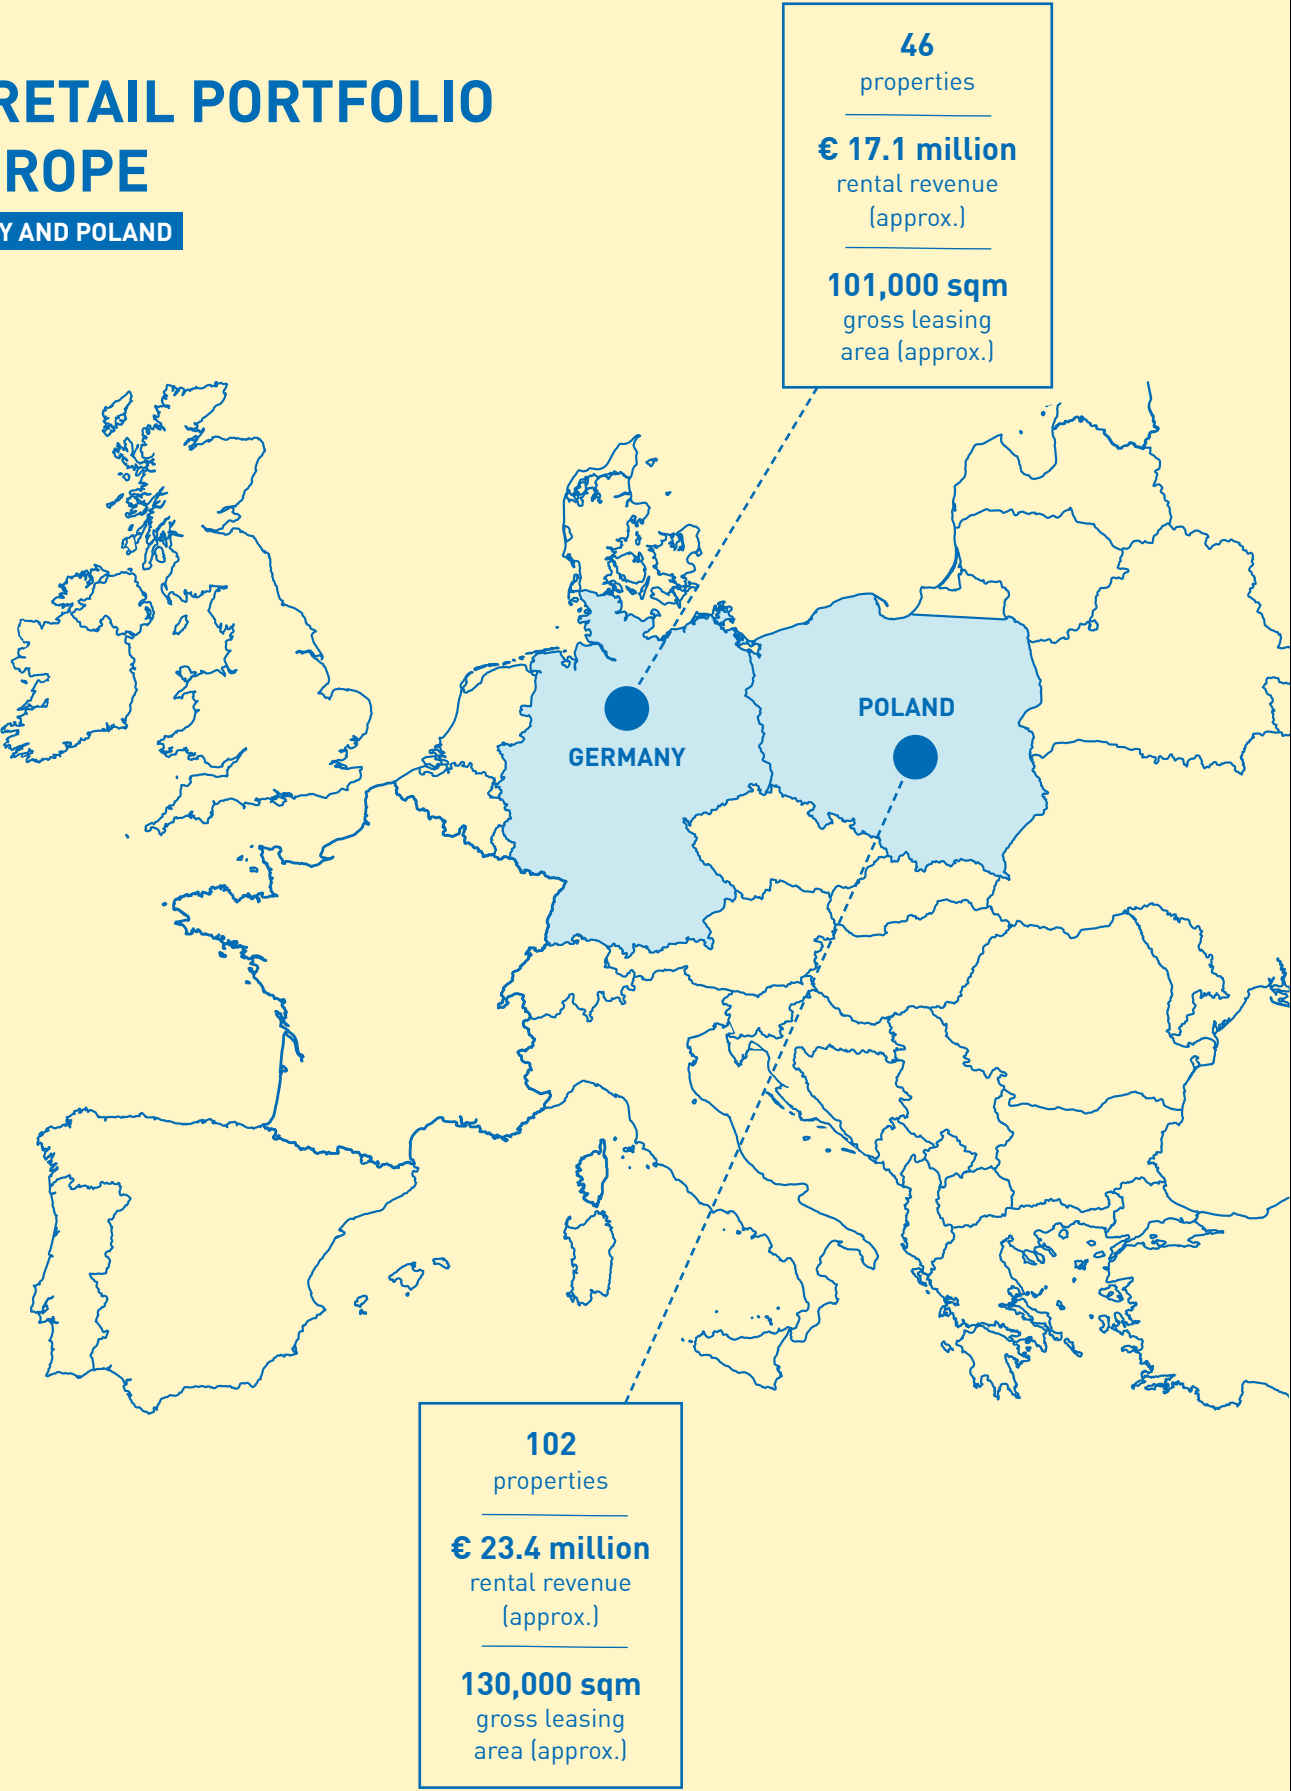 RETAIL PORTFOLIO
ROPE
Y AND POLAND
46
properties
€ 17.1 million
rental revenue
(approx.)
101,000 sqm
gross leasing
area (approx.)
POLAND
GERMANY
102
properties
€ 23.4 million
rental revenue
(approx.)
130,000 sqm
gross leasing
area (approx.)